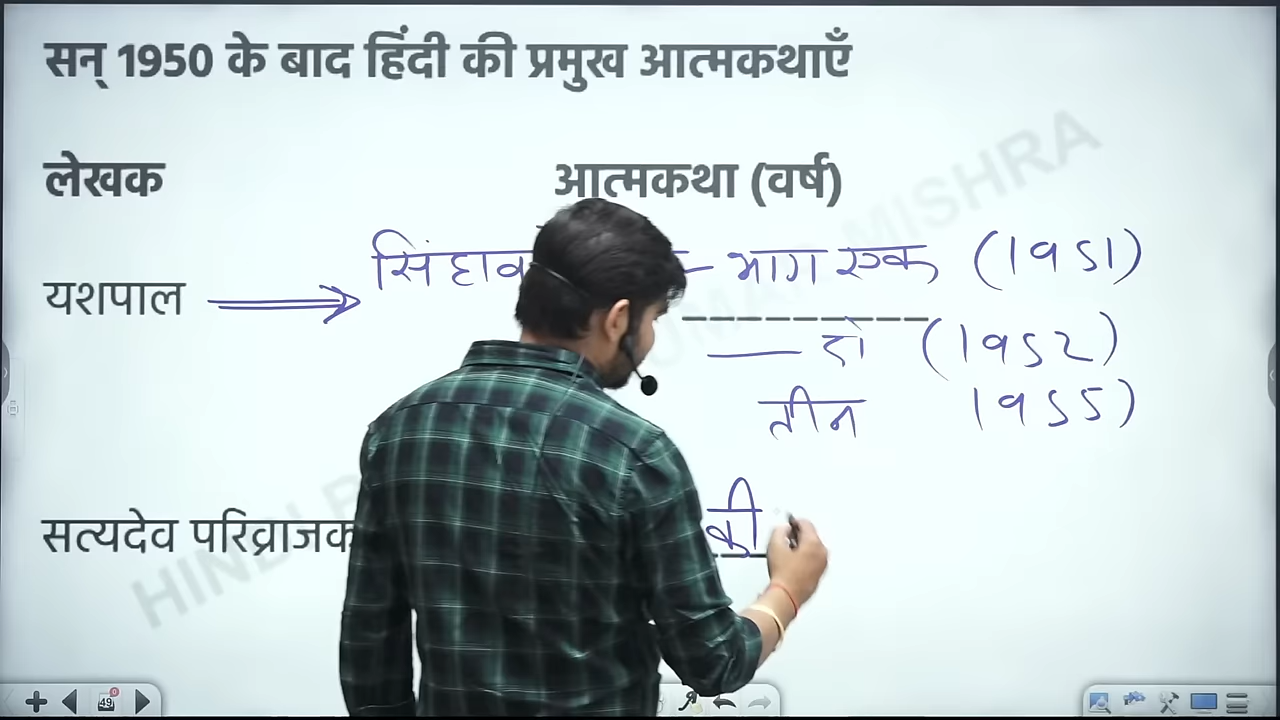 सन् 1950 के बाद हिंदी की प्रमुख आत्मकथाएँ
लेखक आत्मकथा (वर्ष)
यशपाल भाग एक (1951)
दो (1952)
तीन 1955)
सत्यदेव परिव्राजक की